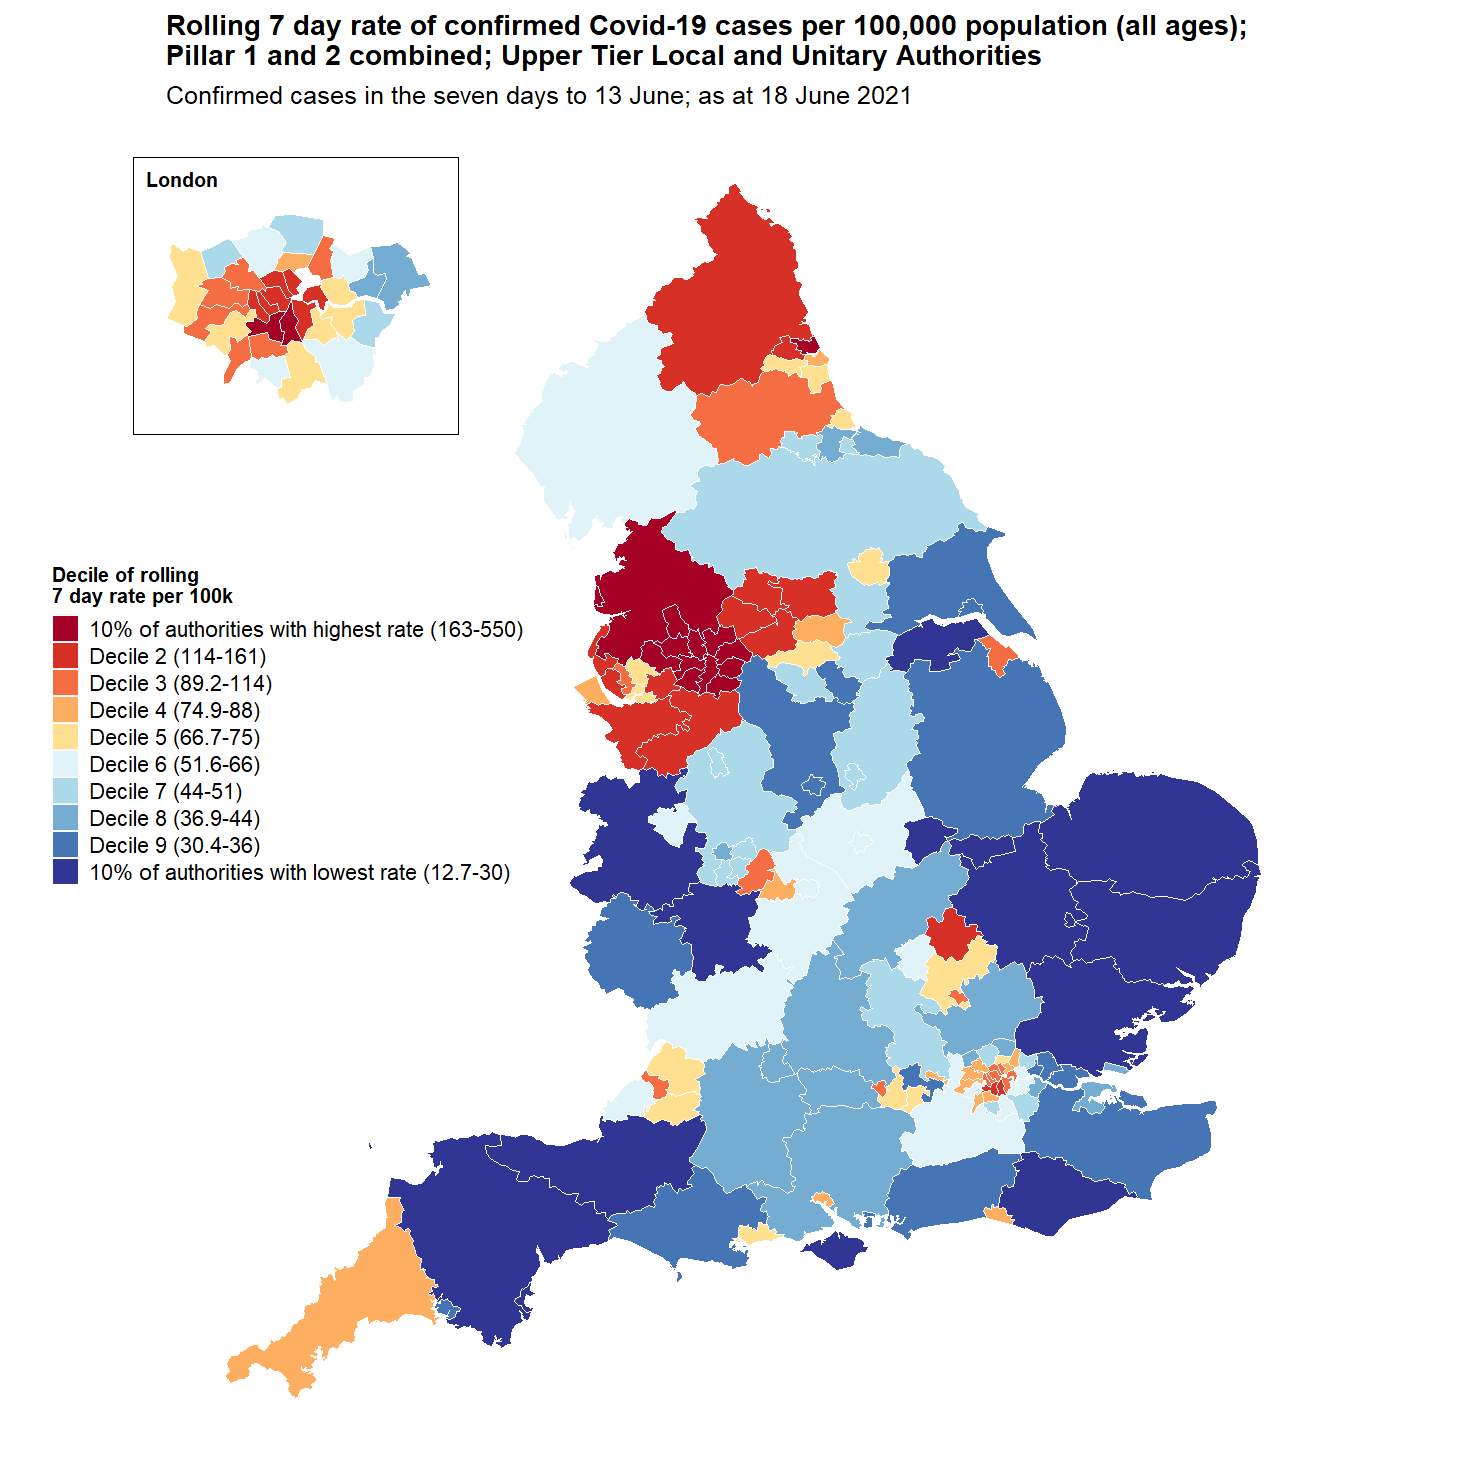 Rolling 7 day rate of confirmed Covid-19 cases per 100,000 population (all ages);
Pillar 1 and 2 combined; Upper Tier Local and Unitary Authorities
Confirmed cases in the seven days to 13 June; as at 18 June 2021
London
Decile of rolling
7 day rate per 100k
10% of authorities with highest rate (163-550)
Decile 2 (114-161)
Decile 3 (89.2-114)
Decile 4 (74.9-88)
Decile 5 (66.7-75)
Decile 6 (51.6-66)
Decile 7 (44-51)
Decile 8 (36.9-44)
Decile 9 (30.4-36)
10% of authorities with lowest rate (12.7-30)